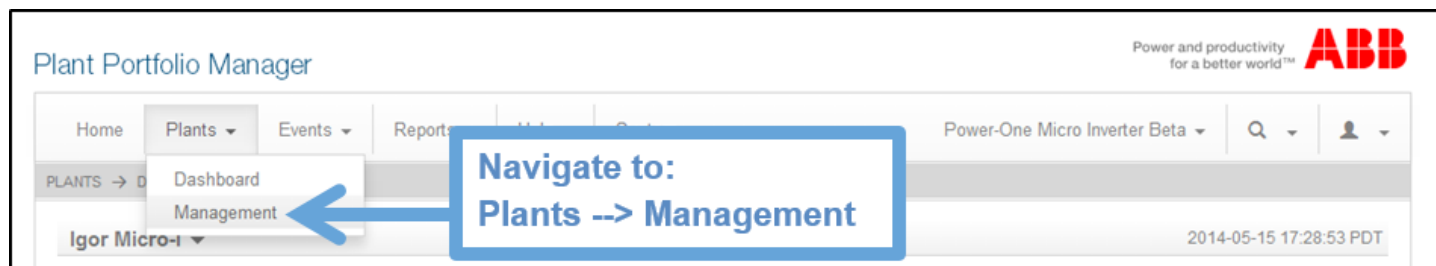 Plant Portfolio Manager
Power and productivity
for a better world™
ABB
Home Plants Events Reports Power-One Micro Inverter Beta
PLANTS → D
Dashboard
Management
Navigate to:
Plants --> Management
Igor Micro-I
2014-05-15 17:28:53 PDT